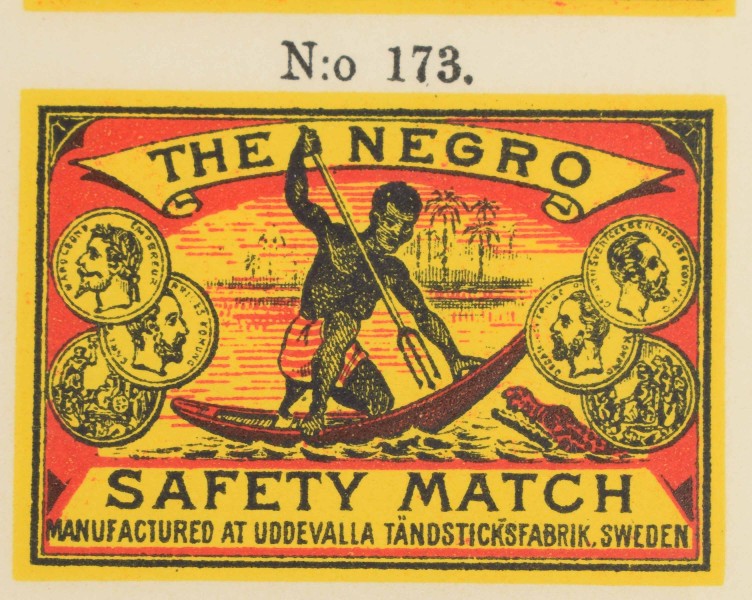 N:o 173.
THE NEGRO
SAFETY MATCH
MANUFACTURED AT UDDEVALLA TÄNDSTICKSFABRIK, SWEDEN